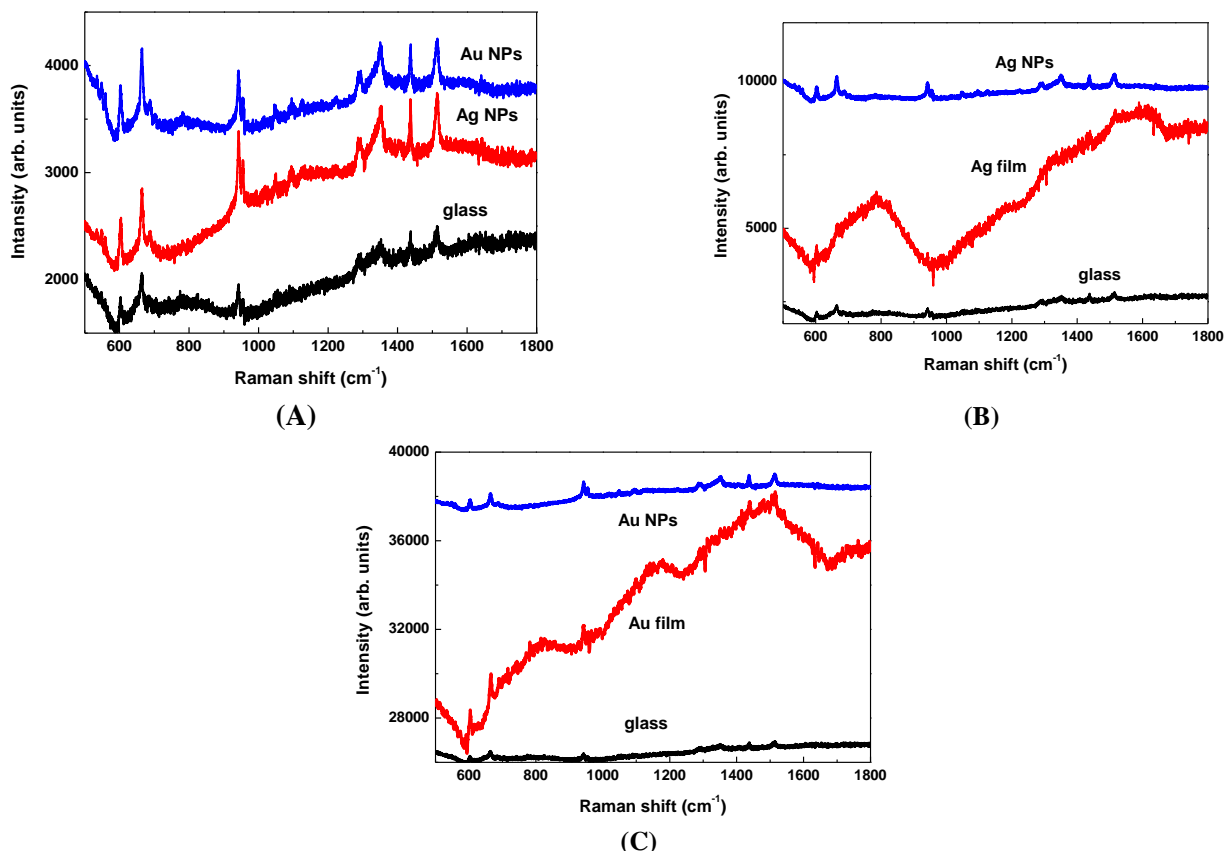 4000
3000
2000
Intansity (arb. units)
Au NPs
Ag NPs
glass
600 800 1000 1200 1400 1600 1800
Raman shift (cm⁻¹)
(A)
10000
5000
Intensity (arb. units)
Ag NPs
Ag film
glass
600 800 1000 1200 1400 1600 1800
Raman shift (cm⁻¹)
(B)
40000
36000
32000
28000
Intensity (arb. units)
Au NPs
Au film
glass
600 800 1000 1200 1400 1600 1800
Raman shift (cm⁻¹)
(C)